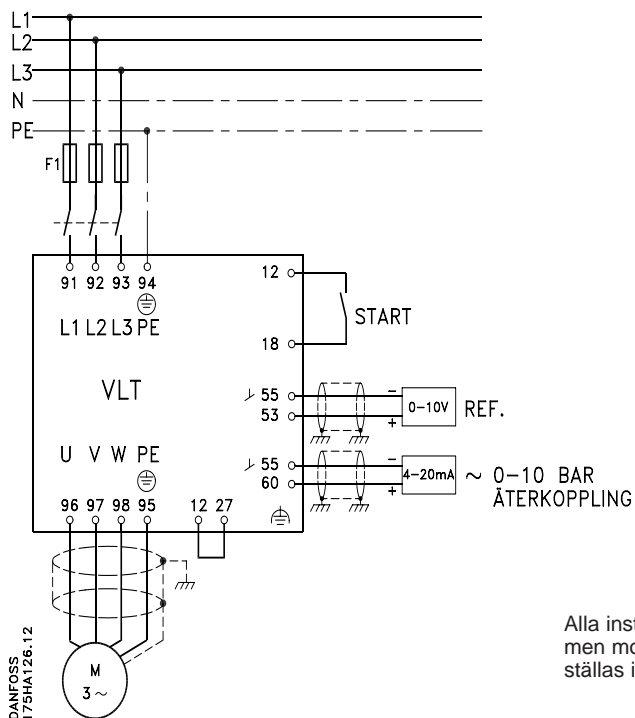 L1
L2
L3
N
PE
F1
91 92 93 94
L1 L2 L3 PE
12
START
18
VLT
55
0-10V
REF.
53
U V W PE
55
4-20mA
~ 0-10 BAR
ÅTERKOPPLING
60
96 97 98 95
12 27
- +
- +
M
3~
DANFOSS
175HA126.12
Alla inst
men mo
ställas i